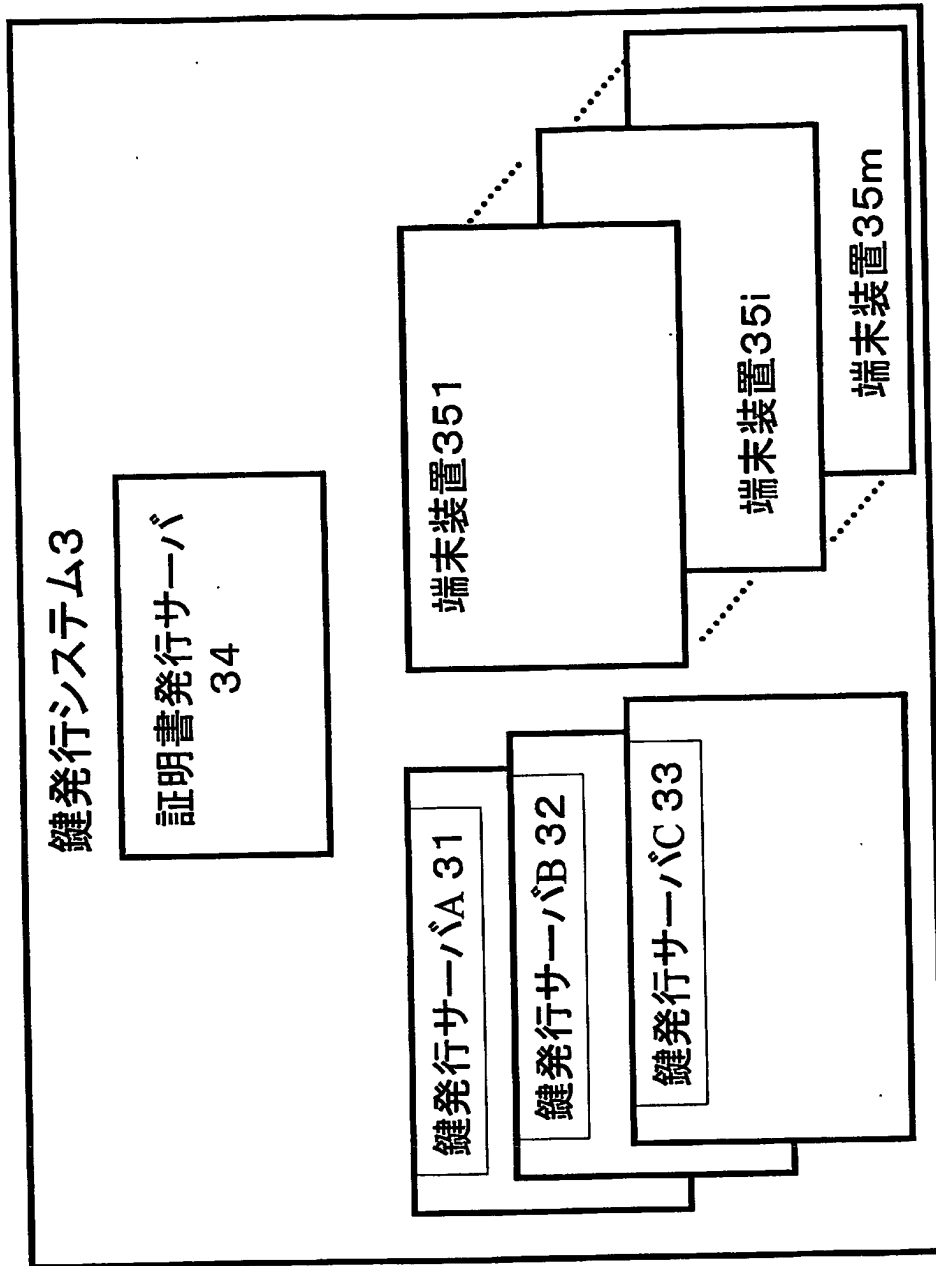 鍵発行システム3
証明書発行サーバ
34
鍵発行サーバA 31
鍵発行サーバB 32
鍵発行サーバC 33
端末装置351
端末装置35i
端末装置35m